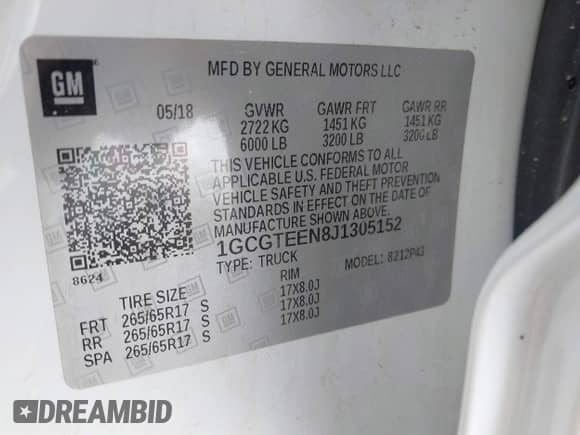 GM
MFD BY GENERAL MOTORS LLC
05/18 GVWR GAWR FRT GAWR RR
2722 KG 1451 KG 1451 KG
6000 LB 3200 LB 3200 LB
THIS VEHICLE CONFORMS TO ALL
APPLICABLE U.S. FEDERAL MOTOR
VEHICLE SAFETY AND THEFT PREVENTION
STANDARDS IN EFFECT ON THE DATE OF
MANUFACTURE SHOWN ABOVE.
1GCGTEEN8J1305152
8624 TYPE: TRUCK MODEL: 8212P43
TIRE SIZE RIM
FRT 265/65R17 S 17X8.0J
RR 265/65R17 S 17X8.0J
SPA 265/65R17 S 17X8.0J
DREAMBID